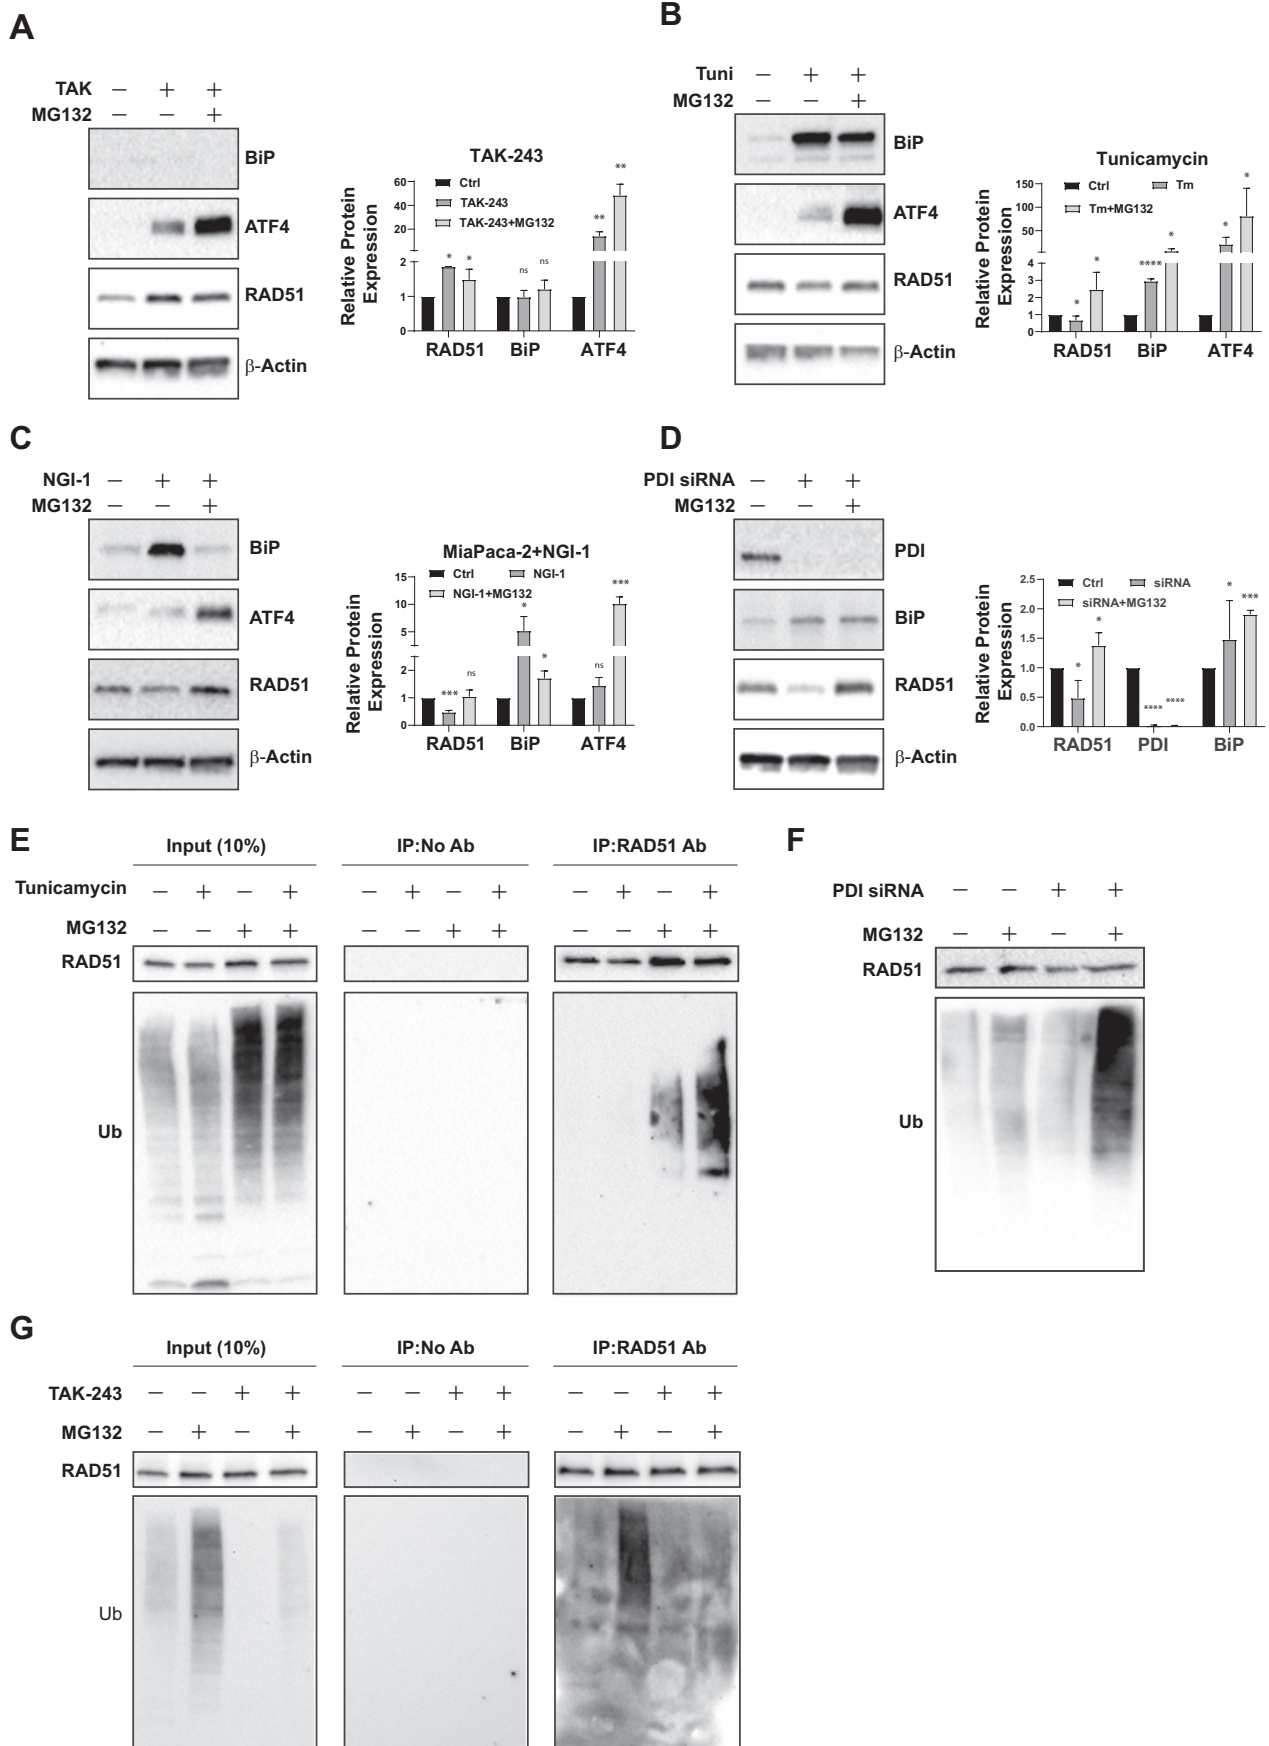 A
TAK − + +
MG132 − − +
BiP
ATF4
RAD51
β-Actin
TAK-243
Ctrl
TAK-243
TAK-243+MG132
Relative Protein
Expression
60
40
20
2
1
0
* * ns ns ** **
RAD51 BiP ATF4
B
Tuni − + +
MG132 − − +
BiP
ATF4
RAD51
β-Actin
Tunicamycin
Ctrl Tm
Tm+MG132
Relative Protein
Expression
150
100
50
4
3
2
1
0
* * **** * * *
RAD51 BiP ATF4
C
NGI-1 − + +
MG132 − − +
BiP
ATF4
RAD51
β-Actin
MiaPaca-2+NGI-1
Ctrl NGI-1
NGI-1+MG132
Relative Protein
Expression
15
10
5
2
1
0
*** ns * * ns ***
RAD51 BiP ATF4
D
PDI siRNA − + +
MG132 − − +
PDI
BiP
RAD51
β-Actin
Ctrl siRNA
siRNA+MG132
Relative Protein
Expression
2.5
2.0
1.5
1.0
0.5
0.0
* * **** **** * ***
RAD51 PDI BiP
E
Input (10%) IP:No Ab IP:RAD51 Ab
Tunicamycin − + − + − + − + − + − +
MG132 − − + + − − + + − − + +
RAD51
Ub
F
PDI siRNA − − + +
MG132 − + − +
RAD51
Ub
G
Input (10%) IP:No Ab IP:RAD51 Ab
TAK-243 − − + + − − + + − − + +
MG132 − + − + − + − + − + − +
RAD51
Ub